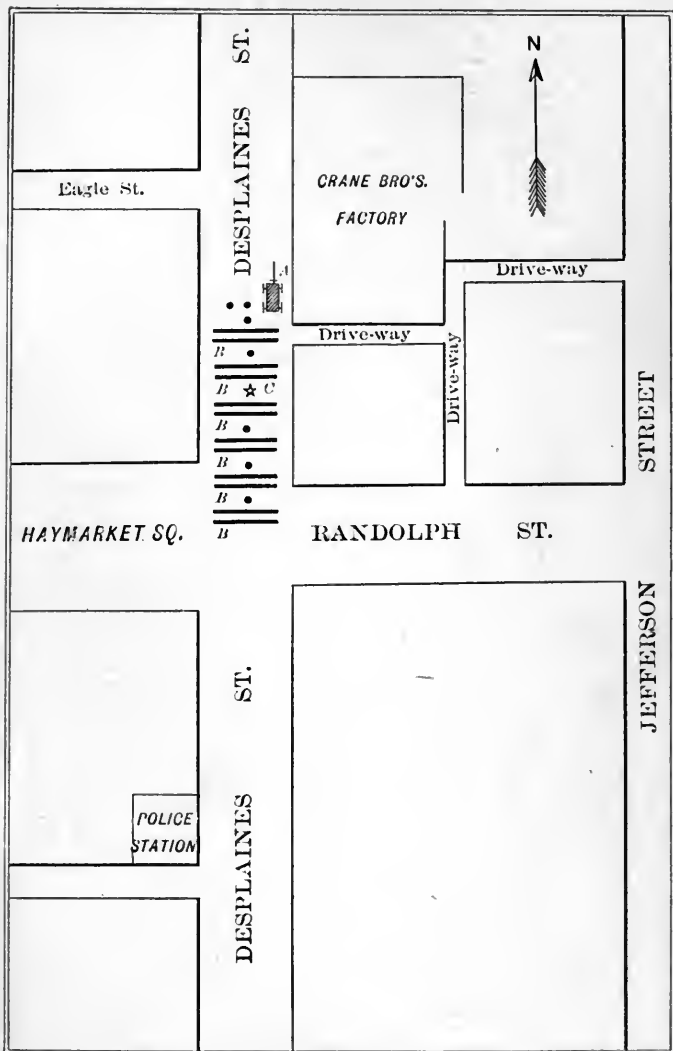 N
DESPLAINES ST.
CRANE BRO'S.
FACTORY
Eagle St.
A
Drive-way
Drive-way
Drive-way
B
B C
B
B
B
B
HAYMARKET SQ.
RANDOLPH ST.
JEFFERSON STREET
DESPLAINES ST.
POLICE
STATION